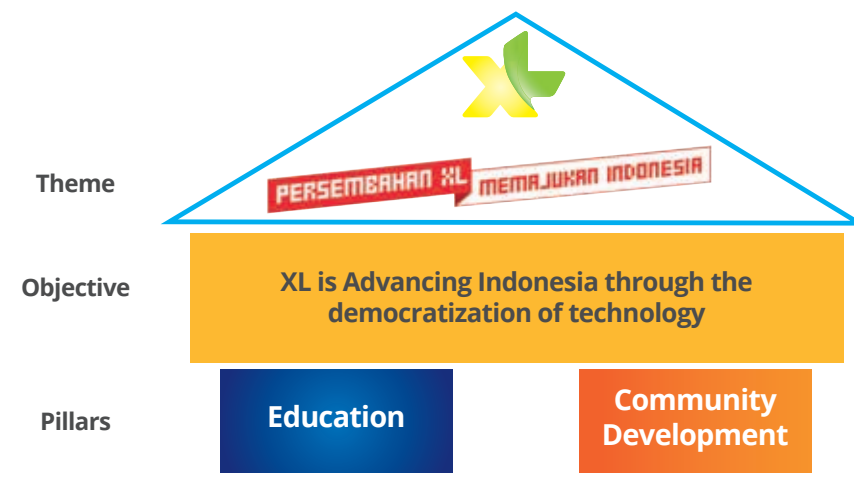 XL
Theme
PERSEMBAHAN XL MEMAJUKAN INDONESIA
Objective
XL is Advancing Indonesia through the
democratization of technology
Pillars
Education
Community
Development